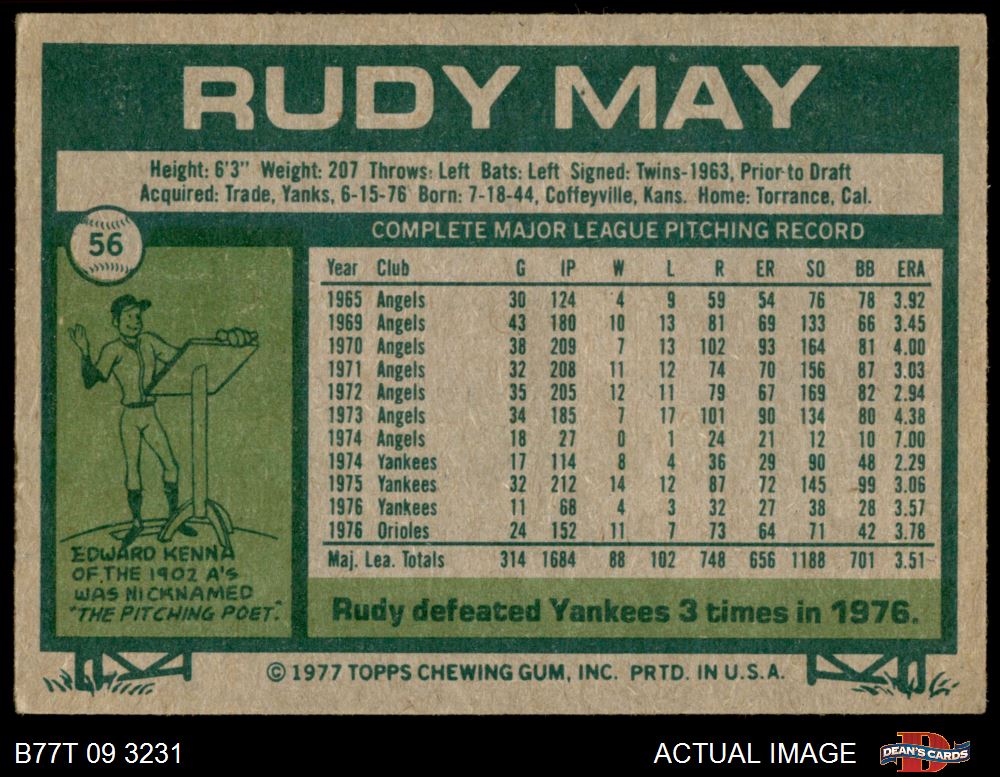 RUDY MAY
Height: 6'3" Weight: 207 Throws: Left Bats: Left Signed: Twins-1963, Prior to Draft
Acquired: Trade, Yanks, 6-15-76 Born: 7-18-44, Coffeyville, Kans. Home: Torrance, Cal.
56
COMPLETE MAJOR LEAGUE PITCHING RECORD
Year Club G IP W L R ER SO BB ERA
1965 Angels 30 124 4 9 59 54 76 78 3.92
1969 Angels 43 180 10 13 81 69 133 66 3.45
1970 Angels 38 209 7 13 102 93 164 81 4.00
1971 Angels 32 208 11 12 74 70 156 87 3.03
1972 Angels 35 205 12 11 79 67 169 82 2.94
1973 Angels 34 185 7 17 101 90 134 80 4.38
1974 Angels 18 27 0 1 24 21 12 10 7.00
1974 Yankees 17 114 8 4 36 29 90 48 2.29
1975 Yankees 32 212 14 12 87 72 145 99 3.06
1976 Yankees 11 68 4 3 32 27 38 28 3.57
1976 Orioles 24 152 11 7 73 64 71 42 3.78
Maj. Lea. Totals 314 1684 88 102 748 656 1188 701 3.51
EDWARD KENNA
OF THE 1902 A'S
WAS NICKNAMED
"THE PITCHING POET."
Rudy defeated Yankees 3 times in 1976.
© 1977 TOPPS CHEWING GUM, INC. PRTD. IN U.S.A.
B77T 09 3231
ACTUAL IMAGE
DEAN'S CARDS